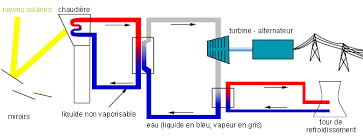 rayons solaires
chaudière
turbine - alternateur
miroirs
liquide non vaporisable
eau (liquide en bleu, vapeur en gris)
tour de
refroidissement